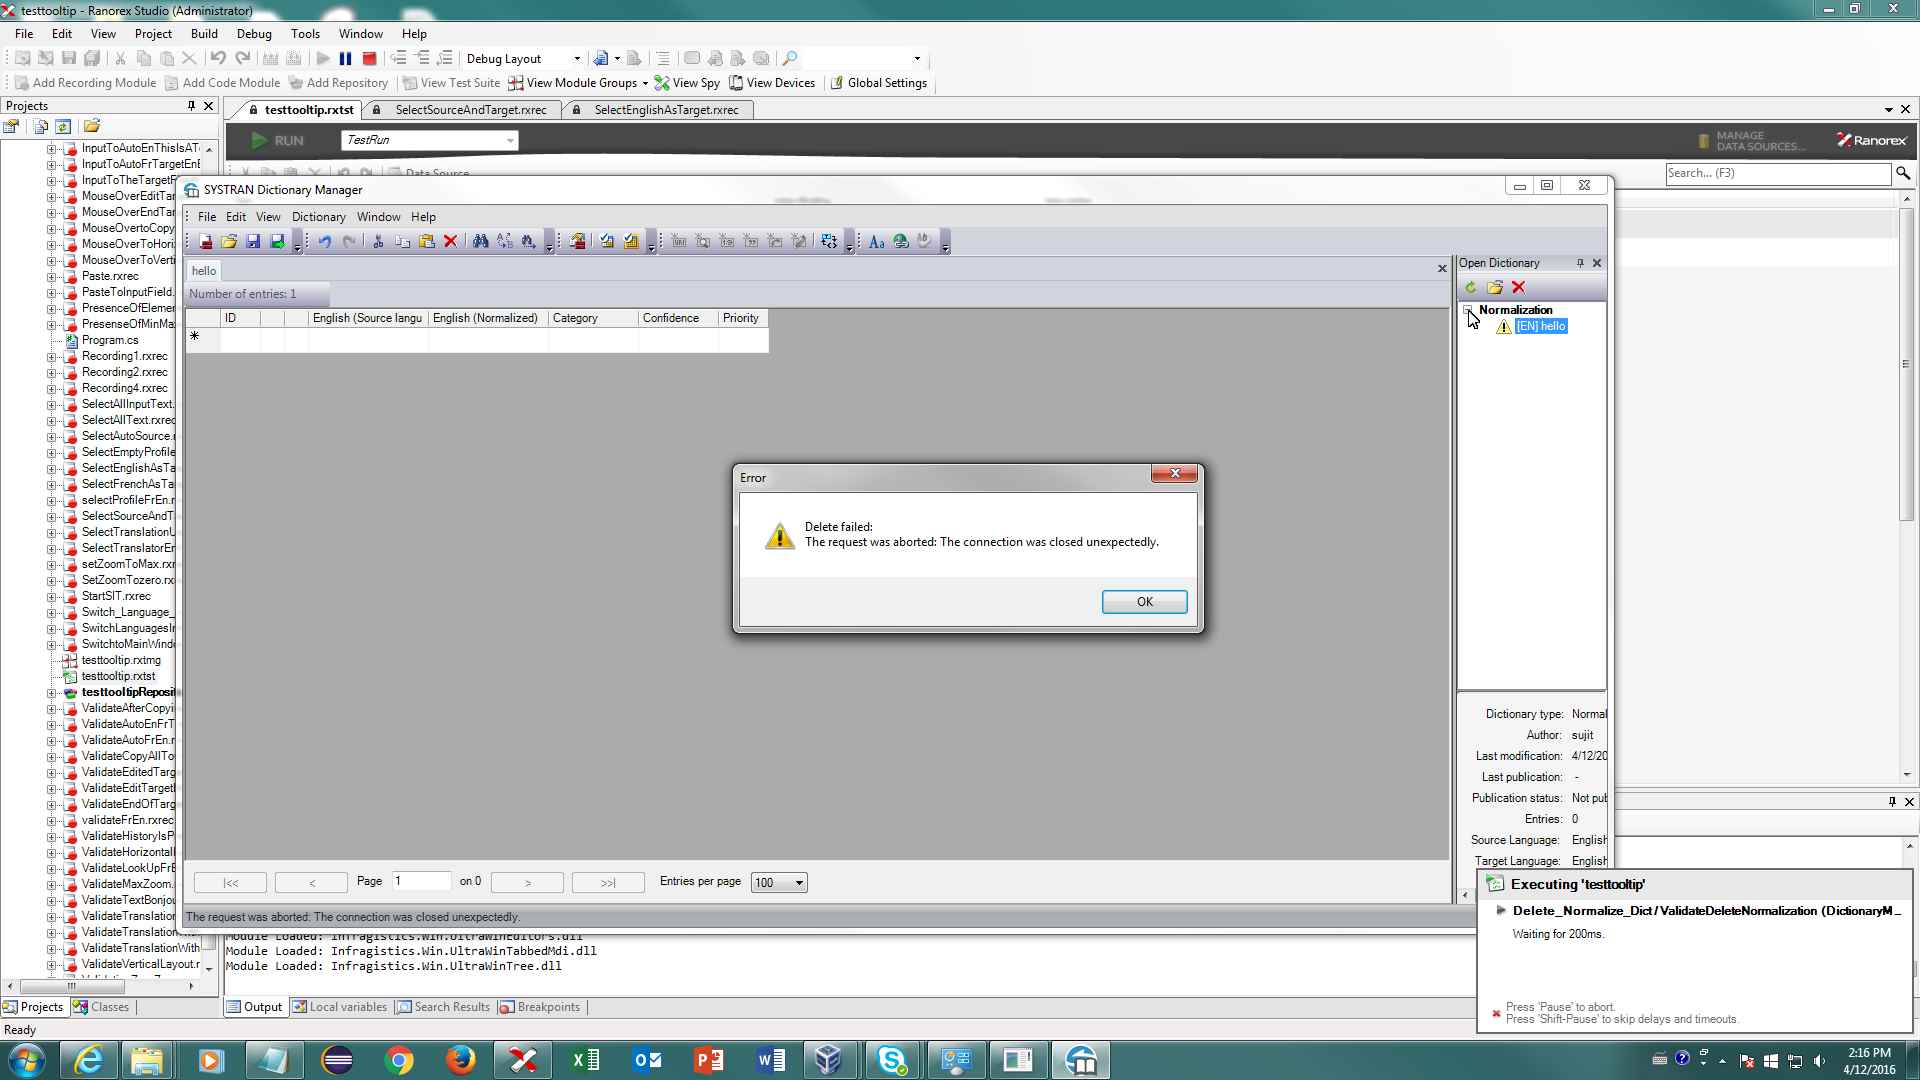 testtooltip - Ranorex Studio (Administrator)
File Edit View Project Build Debug Tools Window Help
Debug Layout
Add Recording Module Add Code Module Add Repository View Test Suite View Module Groups View Spy View Devices Global Settings
Projects
testtooltip.rxtst SelectSourceAndTarget.rxrec SelectEnglishAsTarget.rxrec
RUN TestRun
MANAGE
DATA SOURCES...
Ranorex
Data Source
Search... (F3)
InputToAutoEnThisIsAT
InputToAutoFrTargetEnE
InputToTheTargetF
MouseOverEditTar
MouseOverEndTar
MouseOvertoCopy
MouseOverToHori
MouseOverToVerti
Paste.rxrec
PasteToInputField.
PresenceOfElemer
PresenseOfMinMa
Program.cs
Recording1.rxrec
Recording2.rxrec
Recording4.rxrec
SelectAllInputText.
SelectAllText.rxrec
SelectAutoSource.
SelectEmptyProfile
SelectEnglishAsTa
SelectFrenchAsTa
selectProfileFrEn.r
SelectSourceAndT
SelectTranslationU
SelectTranslatorEr
setZoomToMax.rxr
SetZoomTozero.rx
StartSIT.rxrec
Switch_Language_
SwitchLanguagesIr
SwitchtoMainWind
testtooltip.rxtmg
testtooltip.rxtst
testtooltipReposit
ValidateAfterCopyi
ValidateAutoEnFrT
ValidateAutoFrEn.r
ValidateCopyAllTo
ValidateEditedTarg
ValidateEditTargetI
ValidateEndOfTarg
validateFrEn.rxrec
ValidateHistoryIsP
ValidateHorizontall
ValidateLookUpFrE
ValidateMaxZoom.
ValidateTextBonjou
ValidateTranslation
ValidateTranslation
ValidateTranslationWith
ValidateVerticalLayout.r
SYSTRAN Dictionary Manager
File Edit View Dictionary Window Help
hello
Number of entries: 1
ID English (Source langu English (Normalized) Category Confidence Priority
Open Dictionary
Normalization
[EN] hello
Error
Delete failed:
The request was aborted: The connection was closed unexpectedly.
OK
Dictionary type: Normal
Author: sujit
Last modification: 4/12/20
Last publication: -
Publication status: Not pub
Entries: 0
Source Language: English
Target Language: English
|<< < Page 1 on 0 > >>| Entries per page 100
The request was aborted: The connection was closed unexpectedly.
Module Loaded: Infragistics.Win.UltraWinEditors.dll
Module Loaded: Infragistics.Win.UltraWinTabbedMdi.dll
Module Loaded: Infragistics.Win.UltraWinTree.dll
Executing 'testtooltip'
Delete_Normalize_Dict / ValidateDeleteNormalization (DictionaryM...
Waiting for 200ms.
Press 'Pause' to abort.
Press 'Shift-Pause' to skip delays and timeouts.
Projects Classes
Output Local variables Search Results Breakpoints
Ready
2:16 PM
4/12/2016